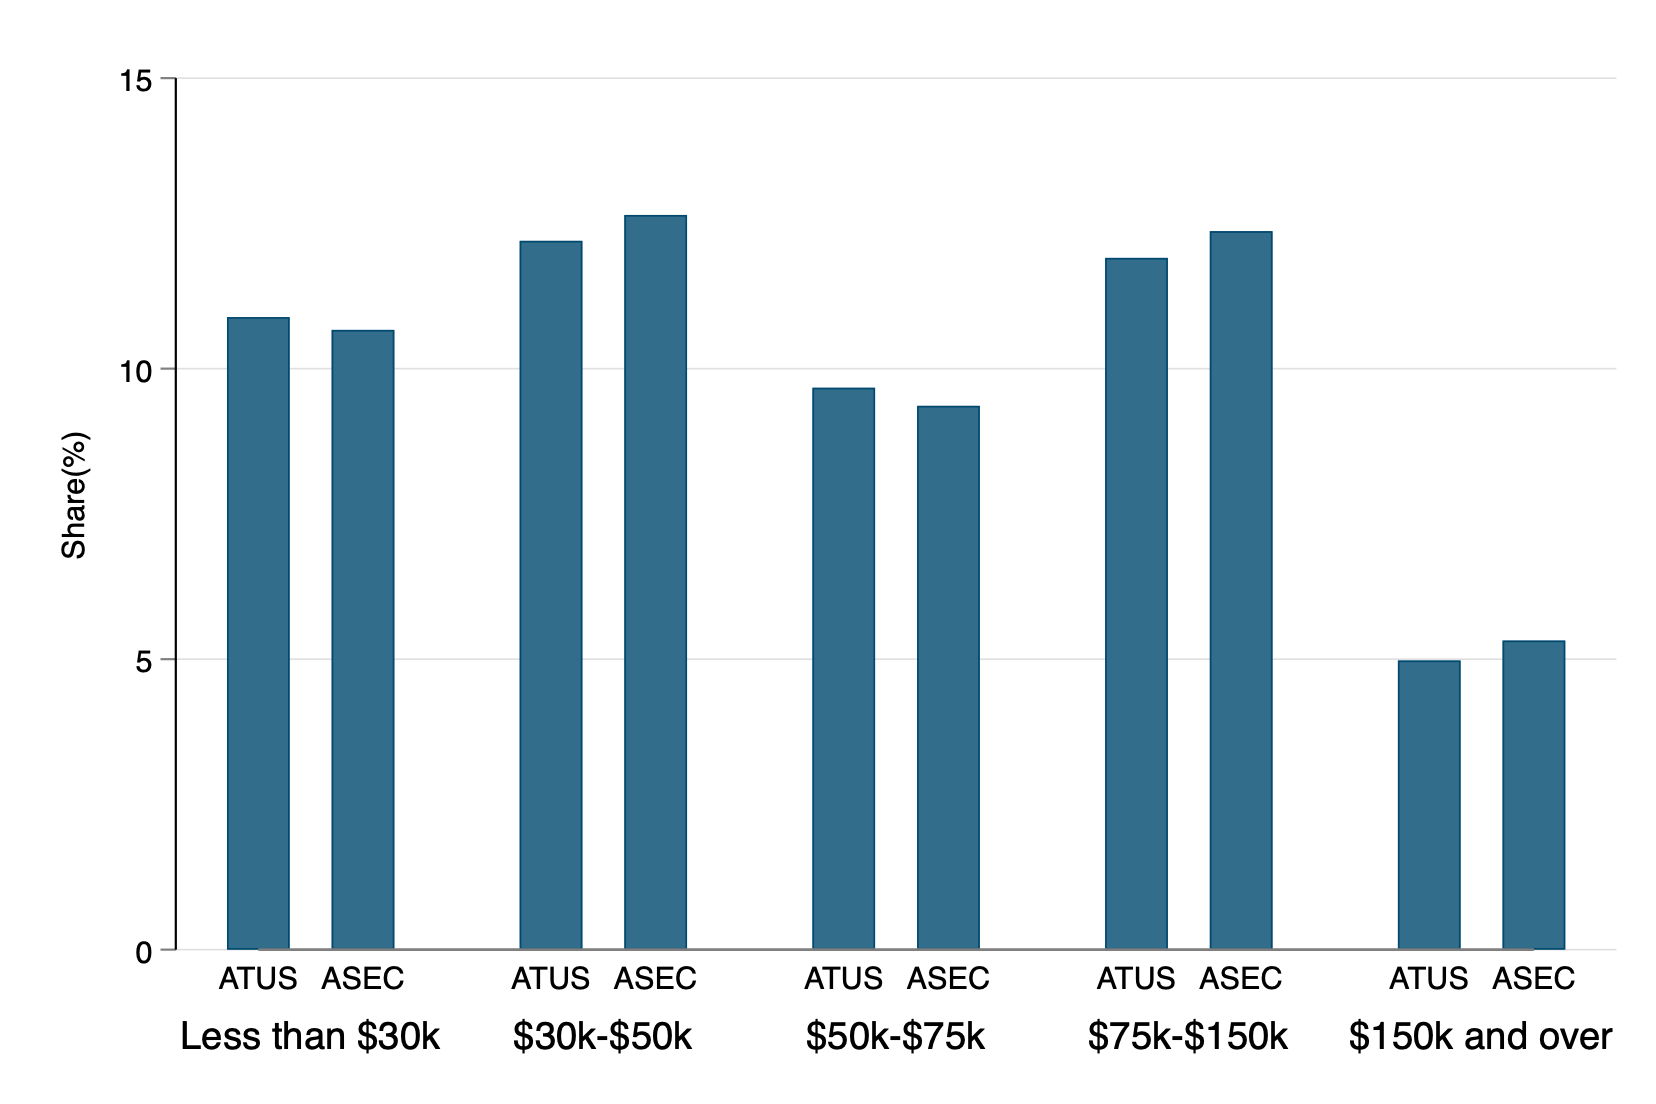 15
10
5
0
Share(%)
ATUS ASEC ATUS ASEC ATUS ASEC ATUS ASEC ATUS ASEC
Less than $30k $30k-$50k $50k-$75k $75k-$150k $150k and over